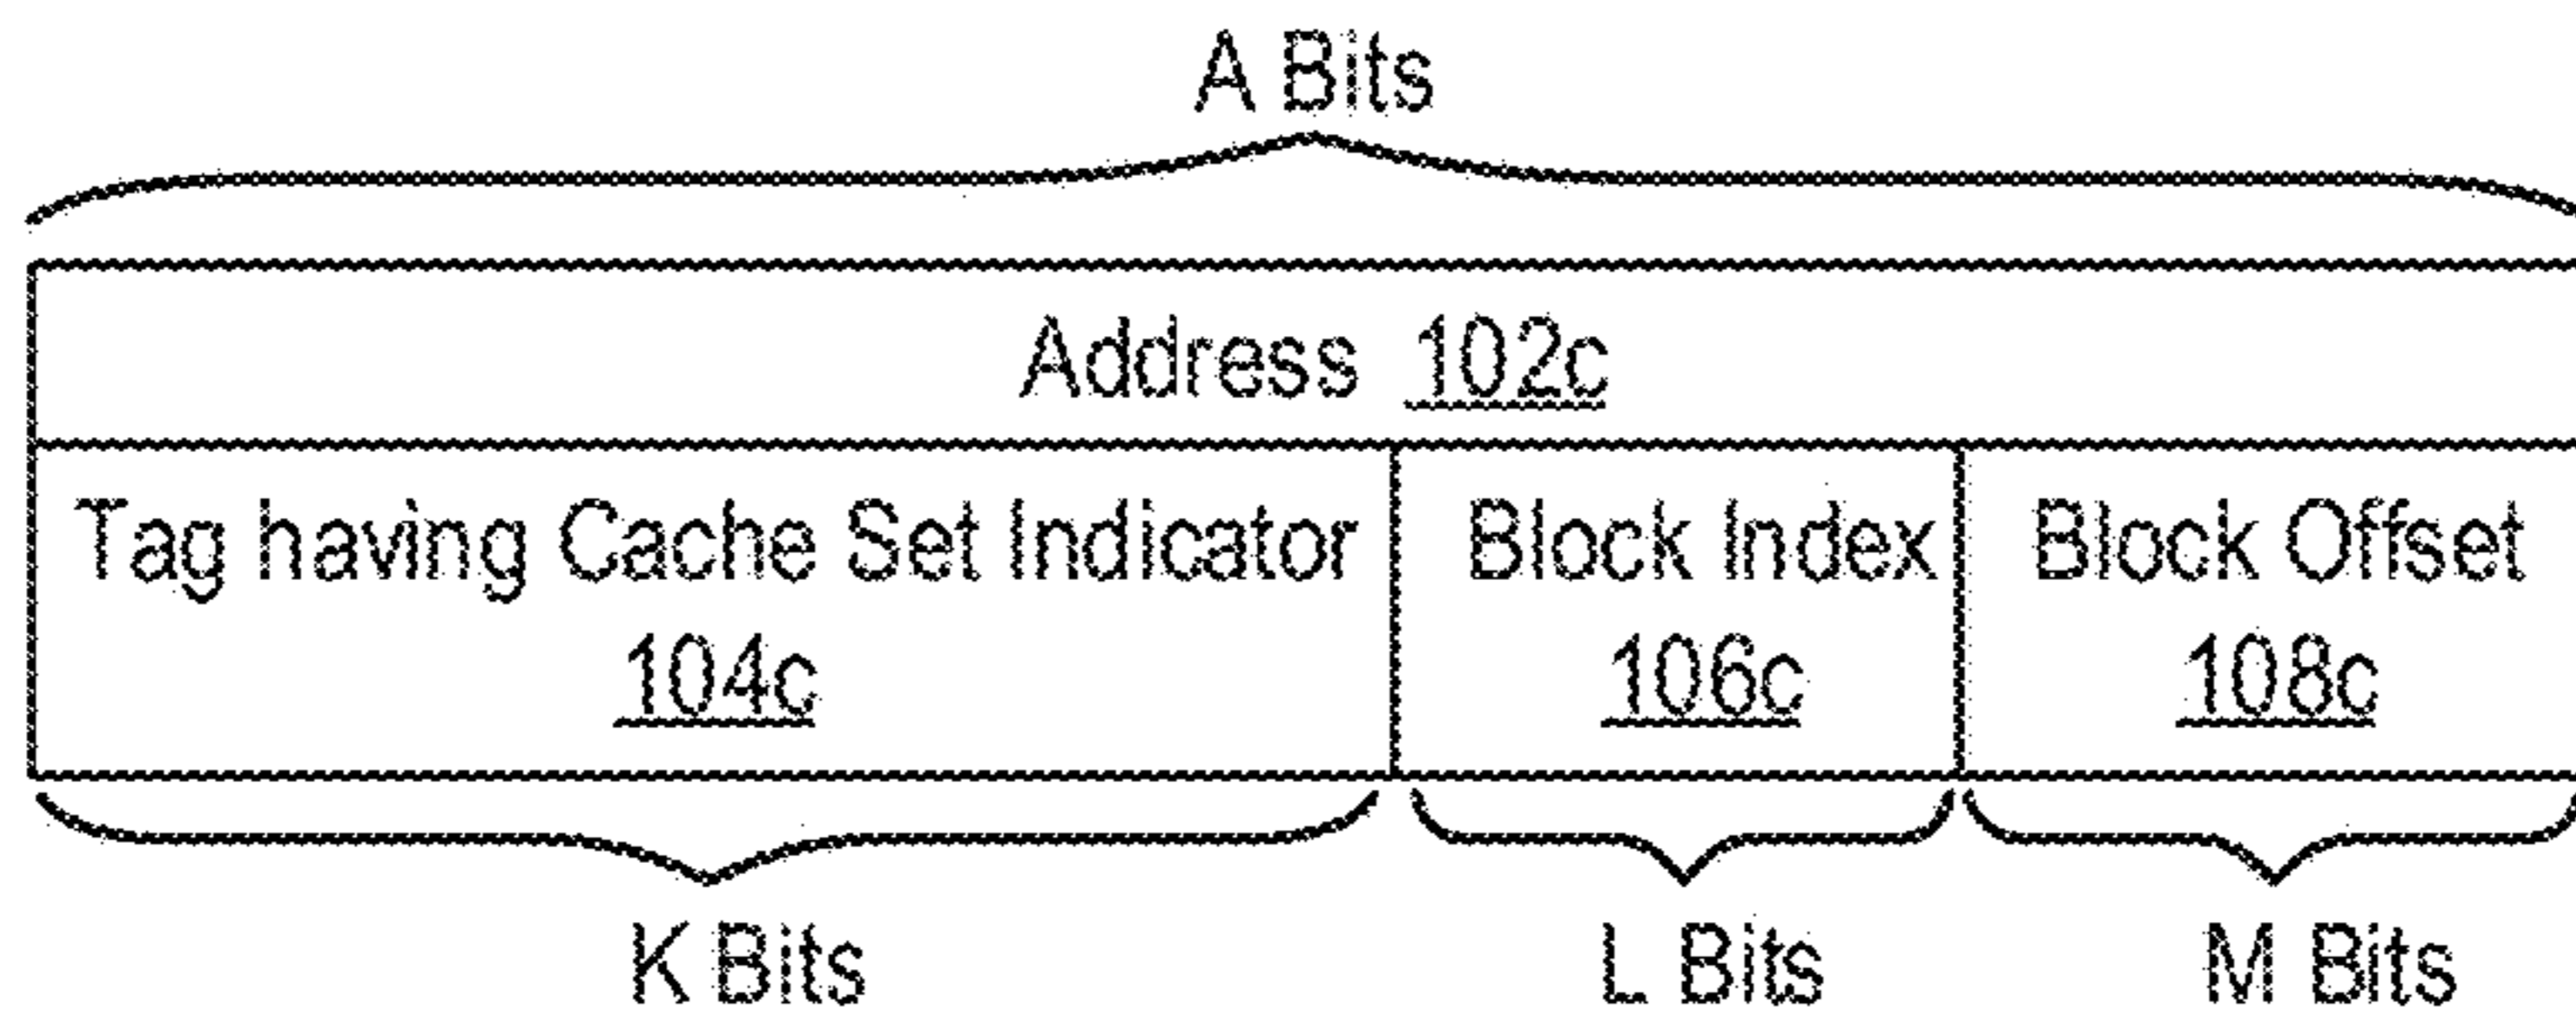 A Bits
Address 102c
Tag having Cache Set Indicator
104c
Block Index
106c
Block Offset
108c
K Bits
L Bits
M Bits